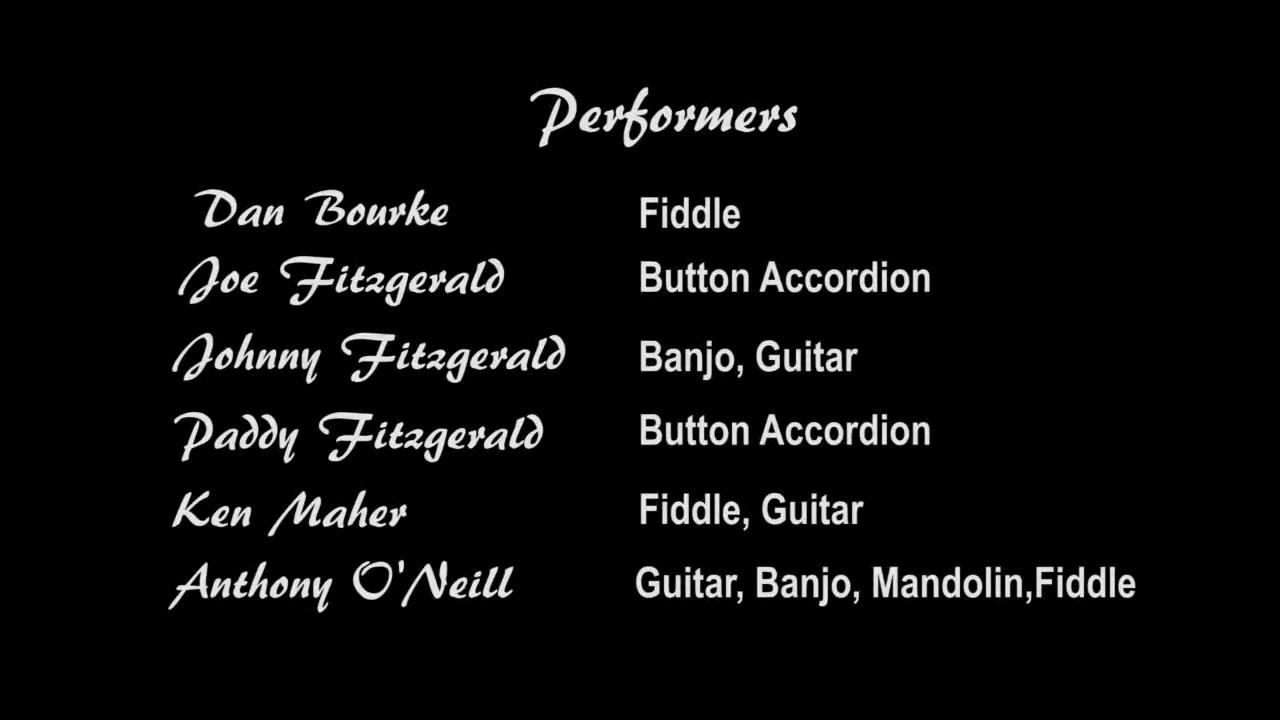 Performers
Dan Bourke Fiddle
Joe Fitzgerald Button Accordion
Johnny Fitzgerald Banjo, Guitar
Paddy Fitzgerald Button Accordion
Ken Maher Fiddle, Guitar
Anthony O'Neill Guitar, Banjo, Mandolin,Fiddle